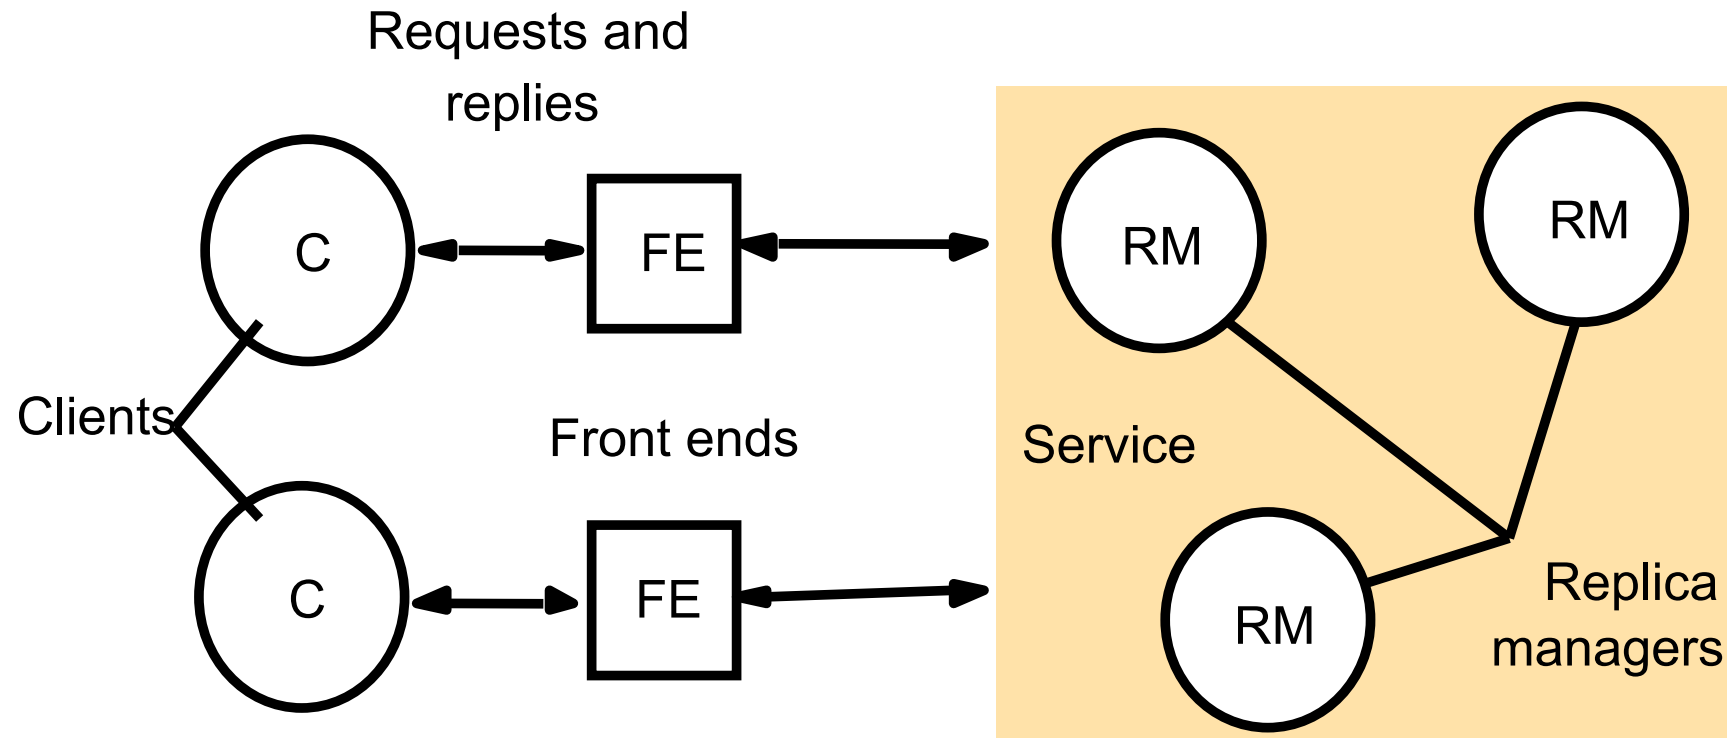 Requests and
replies
C
FE
RM
RM
Clients
Front ends
Service
C
FE
RM
Replica
managers